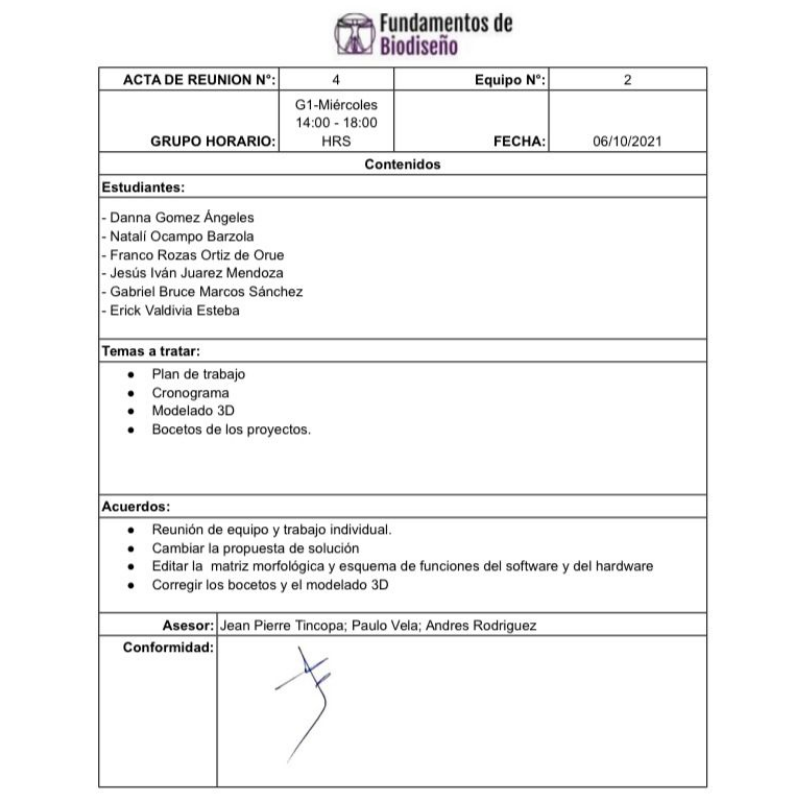 Fundamentos de
Biodiseño
ACTA DE REUNION N°: 4 Equipo N°: 2
G1-Miércoles
14:00 - 18:00
GRUPO HORARIO: HRS FECHA: 06/10/2021
Contenidos
Estudiantes:
- Danna Gomez Ángeles
- Natalí Ocampo Barzola
- Franco Rozas Ortiz de Orue
- Jesús Iván Juarez Mendoza
- Gabriel Bruce Marcos Sánchez
- Erick Valdivia Esteba
Temas a tratar:
● Plan de trabajo
● Cronograma
● Modelado 3D
● Bocetos de los proyectos.
Acuerdos:
● Reunión de equipo y trabajo individual.
● Cambiar la propuesta de solución
● Editar la matriz morfológica y esquema de funciones del software y del hardware
● Corregir los bocetos y el modelado 3D
Asesor: Jean Pierre Tincopa; Paulo Vela; Andres Rodriguez
Conformidad: